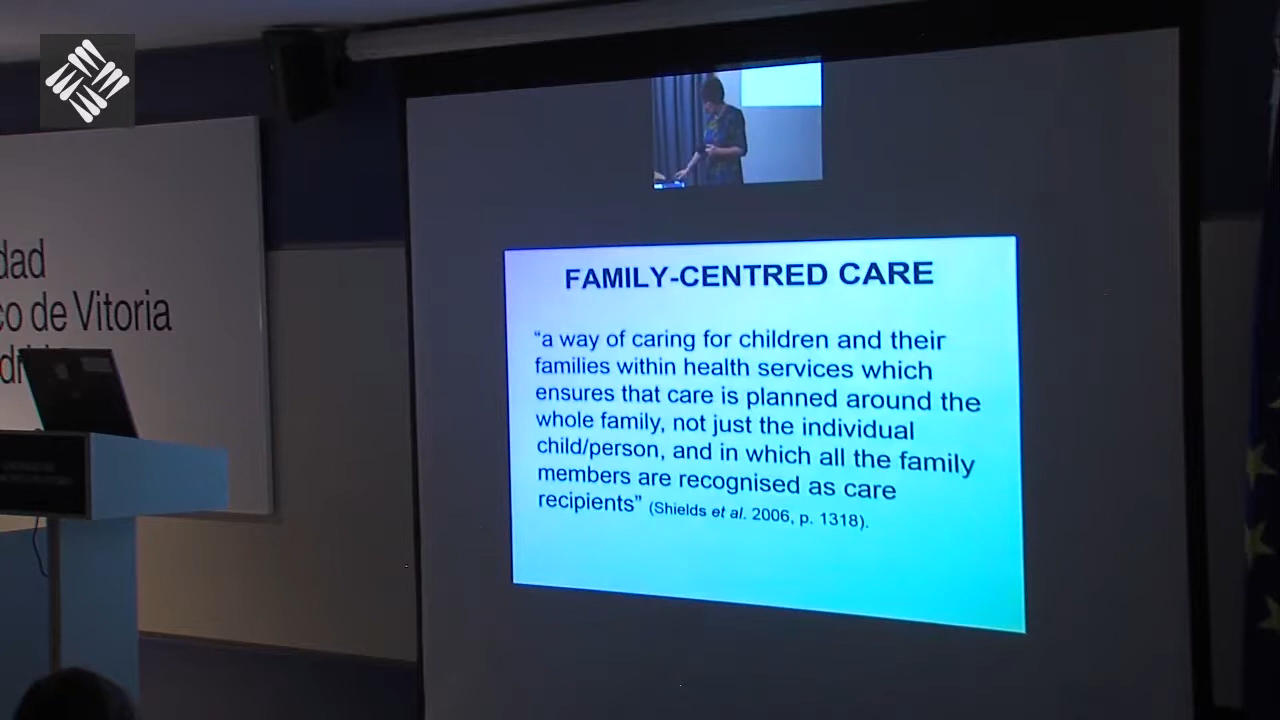 dad
co de Vitoria
FAMILY-CENTRED CARE
“a way of caring for children and their
families within health services which
ensures that care is planned around the
whole family, not just the individual
child/person, and in which all the family
members are recognised as care
recipients” (Shields et al. 2006, p. 1318).